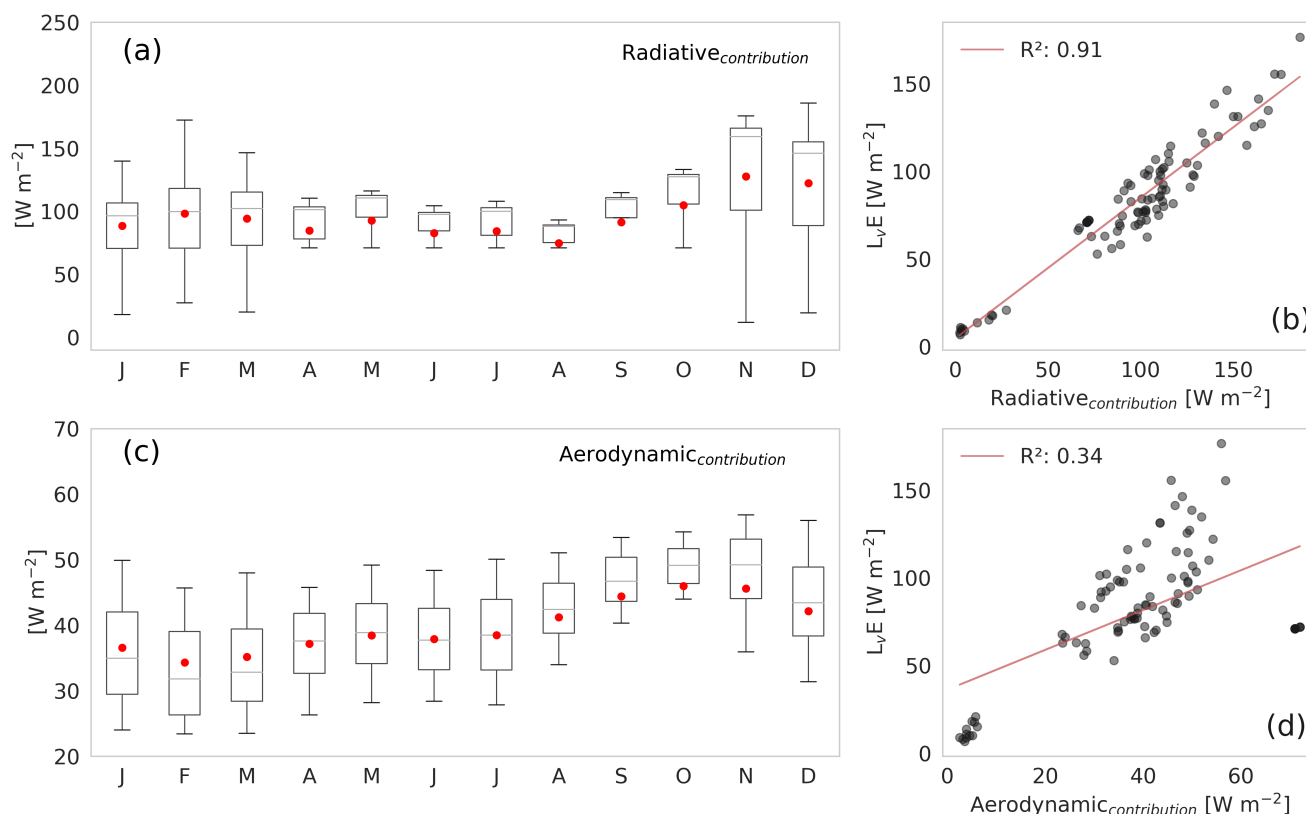 250
200
150
100
50
0
[W m⁻²]
(a)
Radiative_contribution
J F M A M J J A S O N D
R²: 0.91
150
100
50
0
LᵥE [W m⁻²]
(b)
0 50 100 150
Radiative_contribution [W m⁻²]
70
60
50
40
30
20
[W m⁻²]
(c)
Aerodynamic_contribution
J F M A M J J A S O N D
R²: 0.34
150
100
50
0
LᵥE [W m⁻²]
(d)
0 20 40 60
Aerodynamic_contribution [W m⁻²]